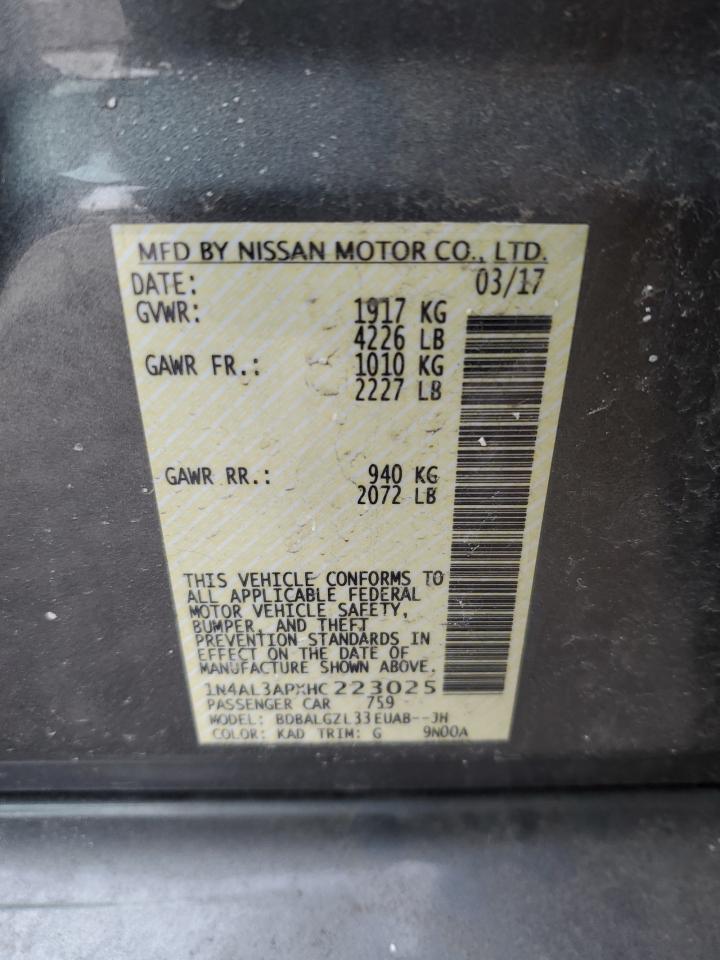 MFD BY NISSAN MOTOR CO., LTD.
DATE: 03/17
GVWR: 1917 KG
4226 LB
GAWR FR.: 1010 KG
2227 LB
GAWR RR.: 940 KG
2072 LB
THIS VEHICLE CONFORMS TO
ALL APPLICABLE FEDERAL
MOTOR VEHICLE SAFETY,
BUMPER, AND THEFT
PREVENTION STANDARDS IN
EFFECT ON THE DATE OF
MANUFACTURE SHOWN ABOVE.
1N4AL3APXHC223025
PASSENGER CAR 759
MODEL: BDBALGZL33EUAB--JH
COLOR: KAD TRIM: G 9N00A